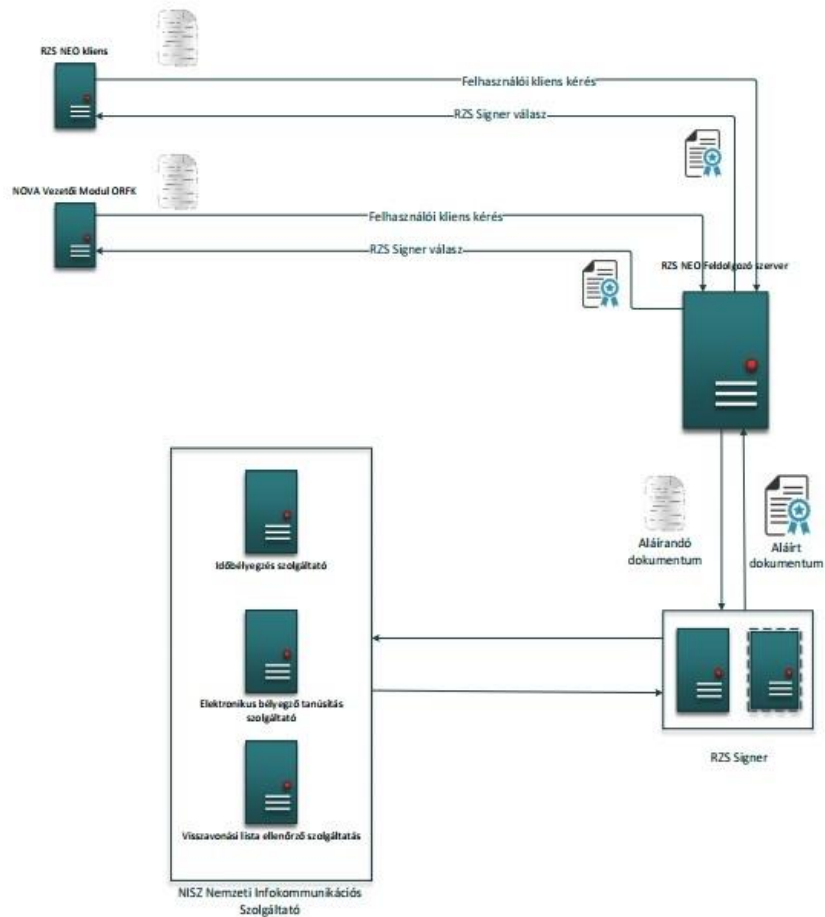 RZS NEO kliens
Felhasználói kliens kérés
RZS Signer válasz
NOVA Vezetői Modul ORFK
Felhasználói kliens kérés
RZS Signer válasz
RZS NEO Feldolgozó szerver
Aláírandó
dokumentum
Aláírt
dokumentum
Időbélyegzés szolgáltató
Elektronikus bélyegző tanúsítás
szolgáltató
Visszavonási lista ellenőrző szolgáltatás
RZS Signer
NISZ Nemzeti Infokommunikációs
Szolgáltató